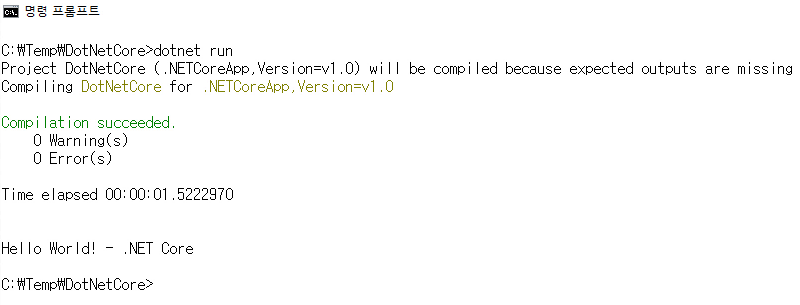 명령 프롬프트
C:₩Temp₩DotNetCore>dotnet run
Project DotNetCore (.NETCoreApp,Version=v1.0) will be compiled because expected outputs are missing
Compiling DotNetCore for .NETCoreApp,Version=v1.0
Compilation succeeded.
0 Warning(s)
0 Error(s)
Time elapsed 00:00:01.5222970
Hello World! - .NET Core
C:₩Temp₩DotNetCore>